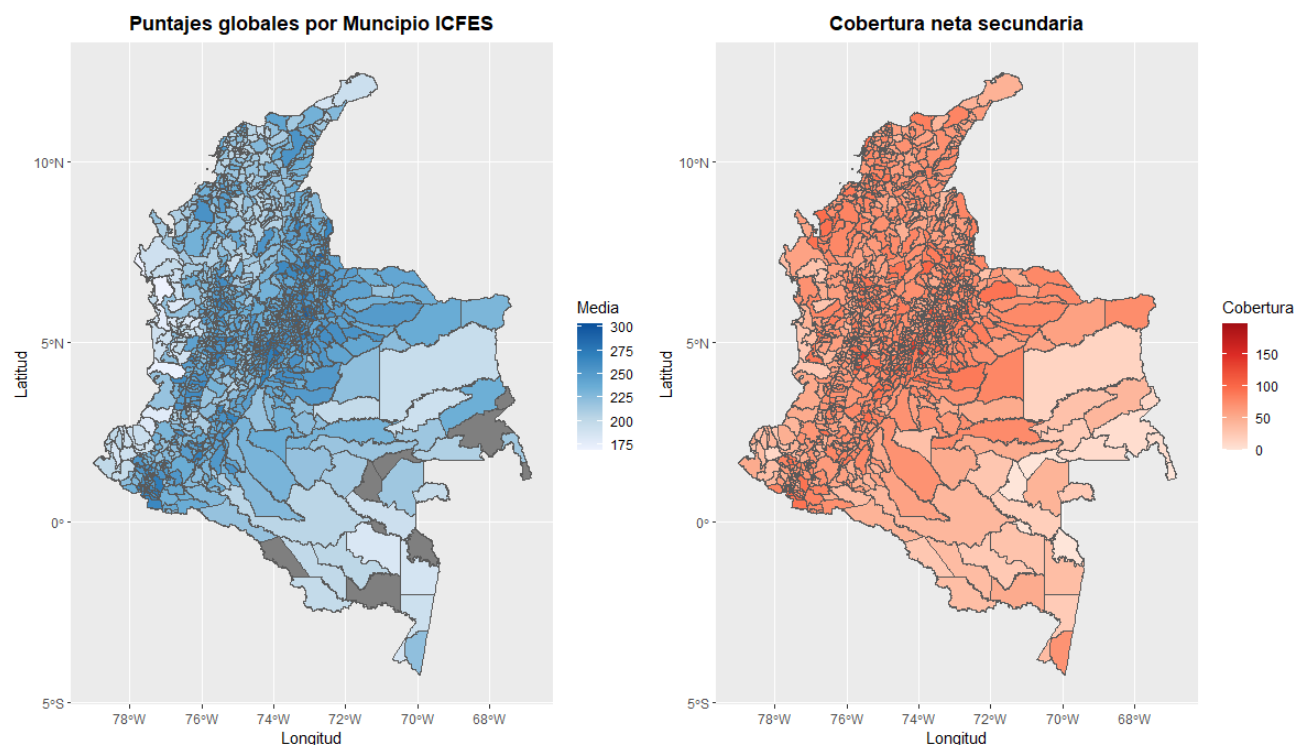 Puntajes globales por Muncipio ICFES
Latitud
10°N
5°N
0°
5°S
78°W 76°W 74°W 72°W 70°W 68°W
Longitud
Media
300
275
250
225
200
175
Cobertura neta secundaria
Latitud
10°N
5°N
0°
5°S
78°W 76°W 74°W 72°W 70°W 68°W
Longitud
Cobertura
150
100
50
0